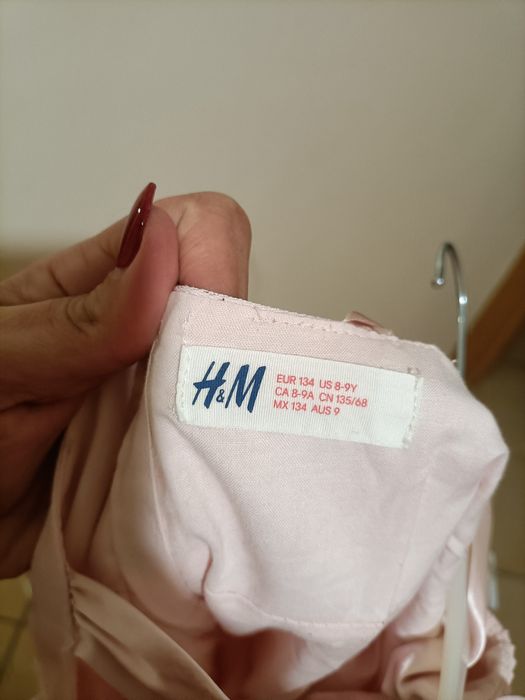 H&M
EUR 134 US 8-9Y
CA 8-9A CN 135/68
MX 134 AUS 9